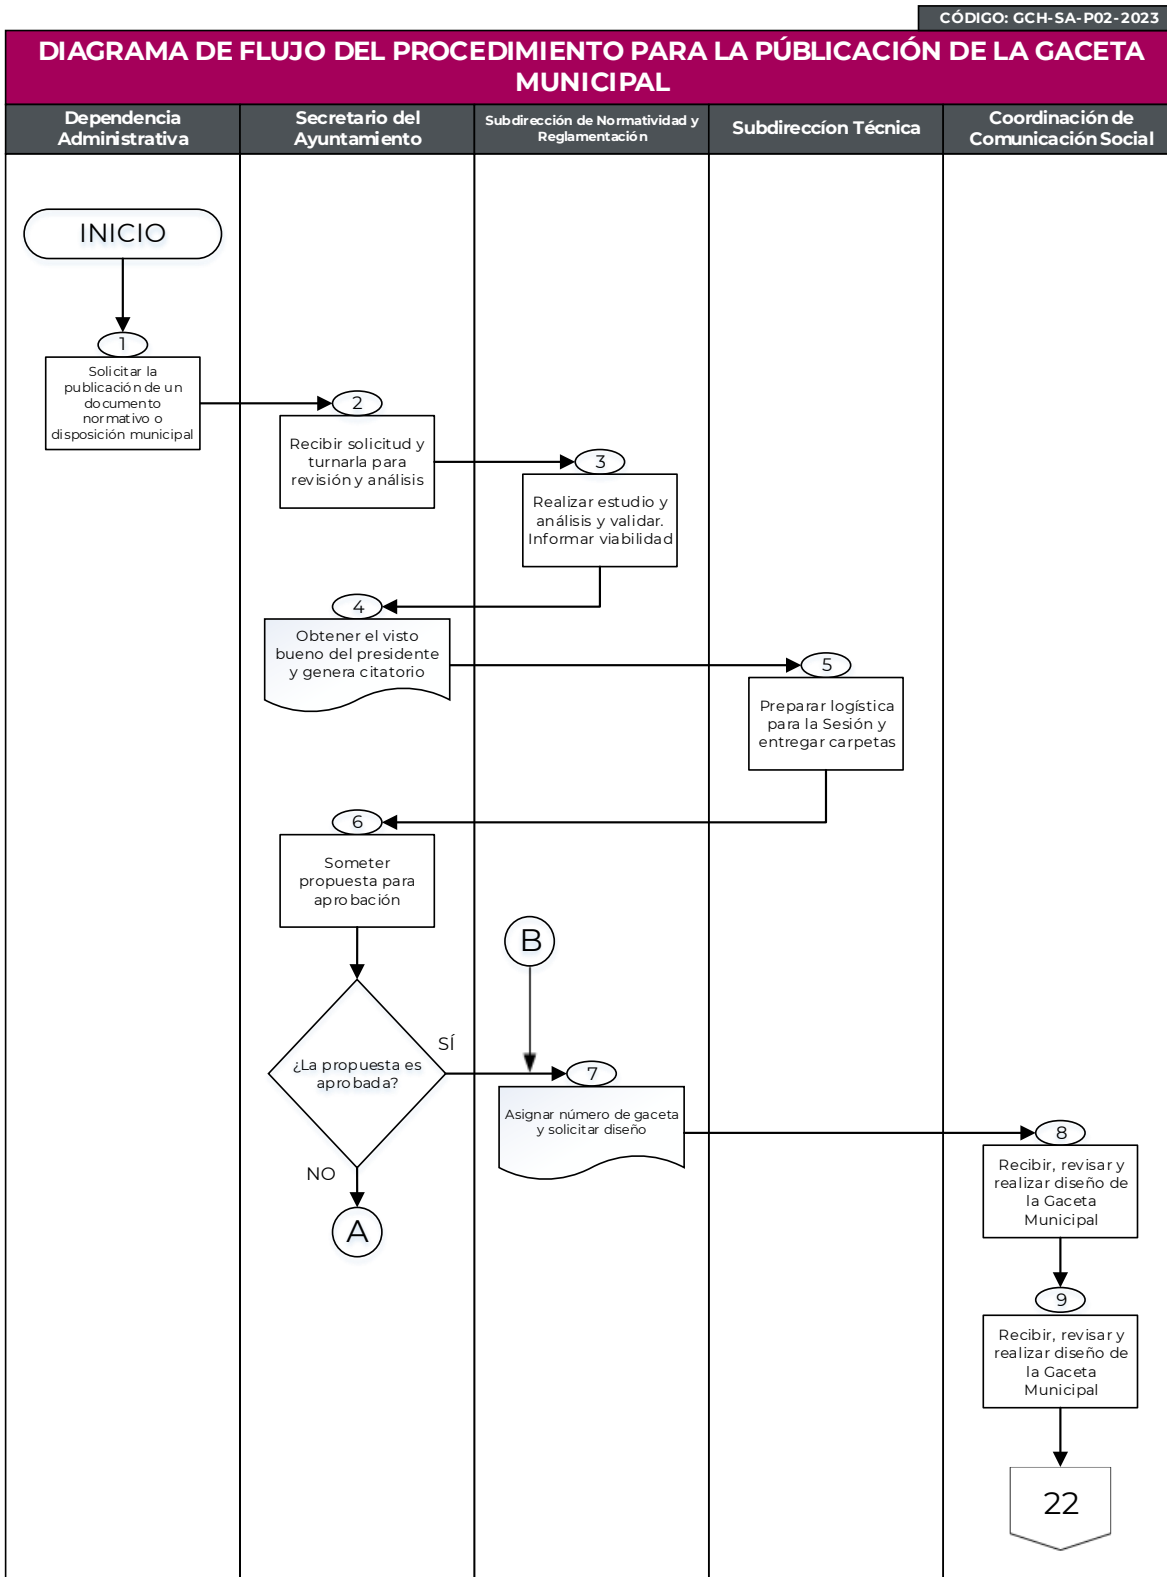 CÓDIGO: GCH-SA-P02-2023
DIAGRAMA DE FLUJO DEL PROCEDIMIENTO PARA LA PÚBLICACIÓN DE LA GACETA
MUNICIPAL
Dependencia
Administrativa
Secretario del
Ayuntamiento
Subdirección de Normatividad y
Reglamentación
Subdireccíon Técnica
Coordinación de
Comunicación Social
INICIO
1
Solicitar la
publicación de un
documento
normativo o
disposición municipal
2
Recibir solicitud y
turnarla para
revisión y análisis
3
Realizar estudio y
análisis y validar.
Informar viabilidad
4
Obtener el visto
bueno del presidente
y genera citatorio
5
Preparar logística
para la Sesión y
entregar carpetas
6
Someter
propuesta para
aprobación
B
¿La propuesta es
aprobada?
SÍ
NO
A
7
Asignar número de gaceta
y solicitar diseño
8
Recibir, revisar y
realizar diseño de
la Gaceta
Municipal
9
Recibir, revisar y
realizar diseño de
la Gaceta
Municipal
22